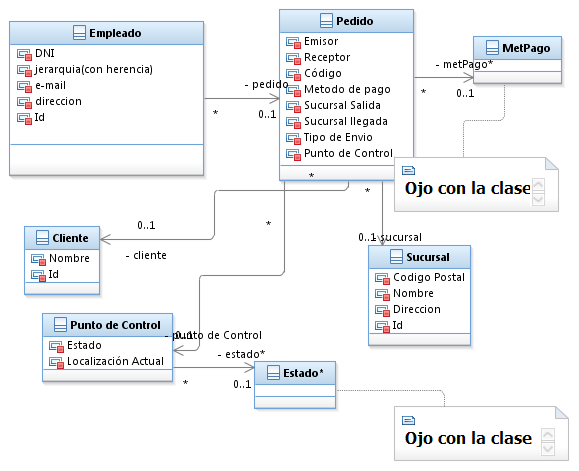 Empleado
DNI
jerarquia(con herencia)
e-mail
direccion
Id
Pedido
Emisor
Receptor
Código
Metodo de pago
Sucursal Salida
Sucursal llegada
Tipo de Envio
Punto de Control
MetPago
- metPago*
*
0..1
- pedido
*
0..1
Ojo con la clase
*
*
*
0..1
- cliente
Cliente
Nombre
Id
0..1
- sucursal
Sucursal
Codigo Postal
Nombre
Direccion
Id
Punto de Control
Estado
Localización Actual
0..1
- punto de Control
- estado*
*
0..1
Estado*
Ojo con la clase